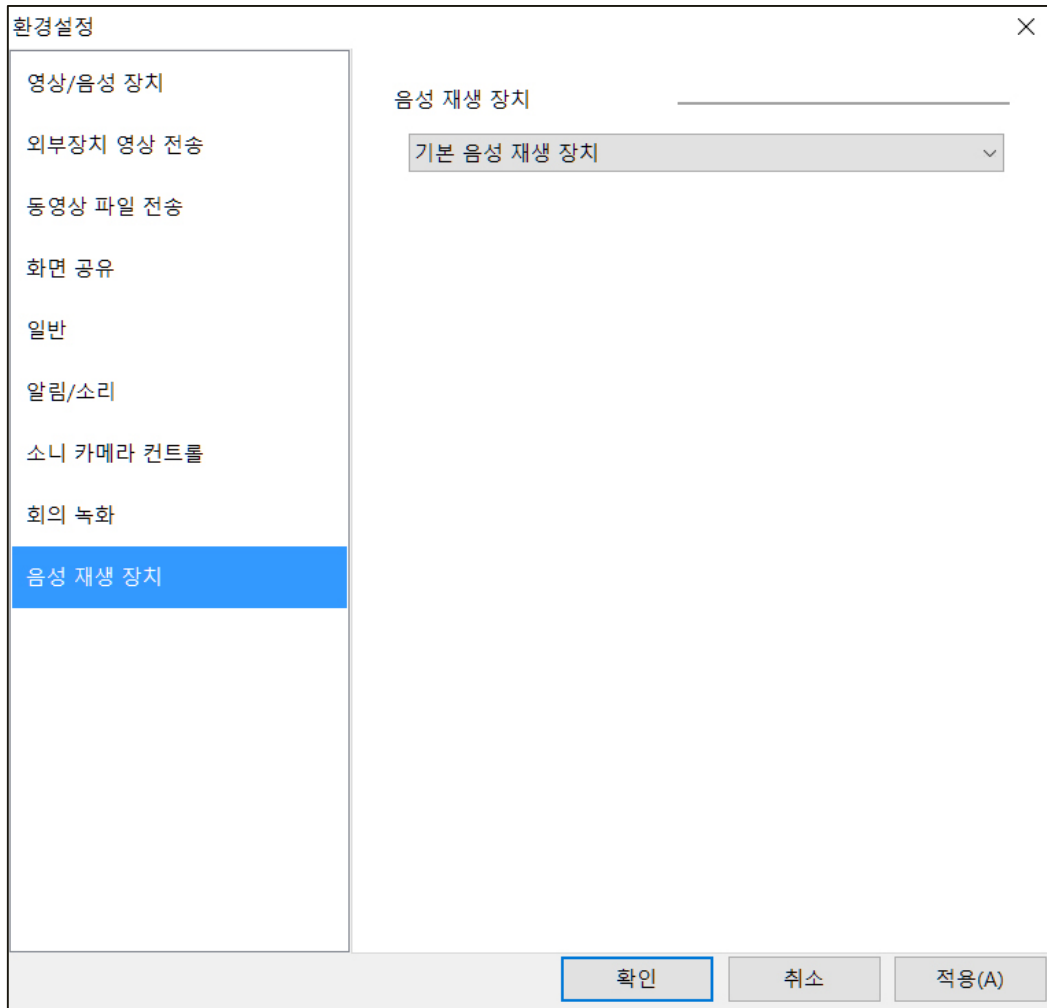 환경설정
영상/음성 장치
외부장치 영상 전송
동영상 파일 전송
화면 공유
일반
알림/소리
소니 카메라 컨트롤
회의 녹화
음성 재생 장치
음성 재생 장치
기본 음성 재생 장치
확인
취소
적용(A)